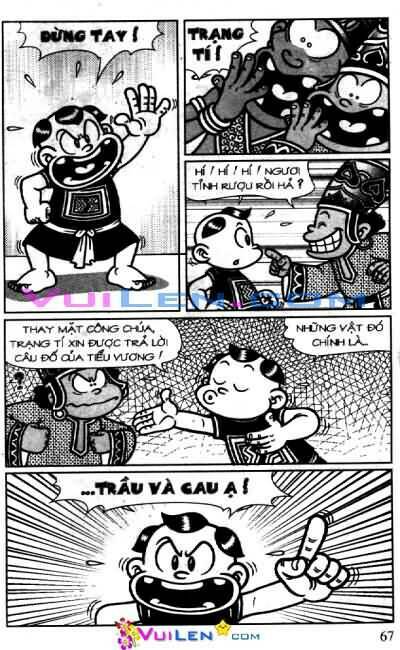 DỪNG TAY!
TRẠNG
TÍ!
HÍ! HÍ! HÍ! NGƯƠI
TỈNH RƯỢU RỒI HẢ?
VUILEN.COM
THAY MẶT CÔNG CHÚA,
TRẠNG TÍ XIN ĐƯỢC TRẢ LỜI
CÂU ĐỐ CỦA TIỂU VƯƠNG!
NHỮNG VẬT ĐÓ
CHÍNH LÀ...
?
...TRẦU VÀ CAU Ạ!
67
VUILEN.COM